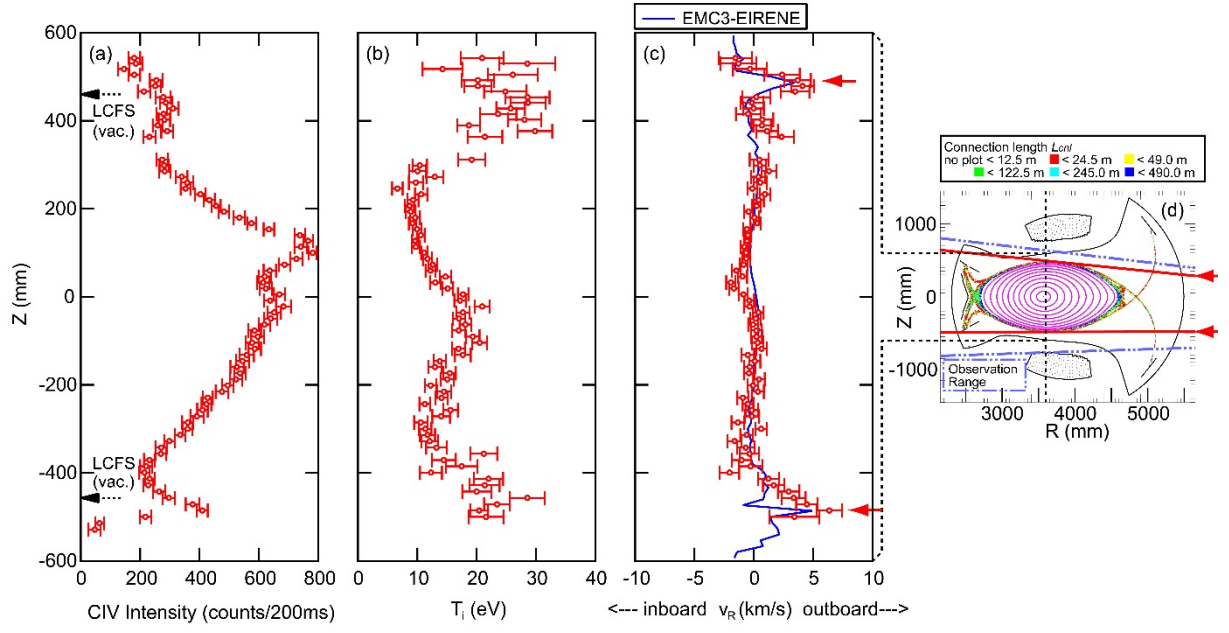 EMC3-EIRENE
600
400
200
0
-200
-400
-600
Z (mm)
(a)
LCFS
(vac.)
LCFS
(vac.)
0 200 400 600 800
CIV Intensity (counts/200ms)
(b)
0 10 20 30 40
T_i (eV)
(c)
-10 -5 0 5 10
<--- inboard v_R (km/s) outboard--->
Connection length L_cnl
no plot < 12.5 m < 24.5 m < 49.0 m
< 122.5 m < 245.0 m < 490.0 m
(d)
1000
0
-1000
Z (mm)
Observation
Range
3000 4000 5000
R (mm)